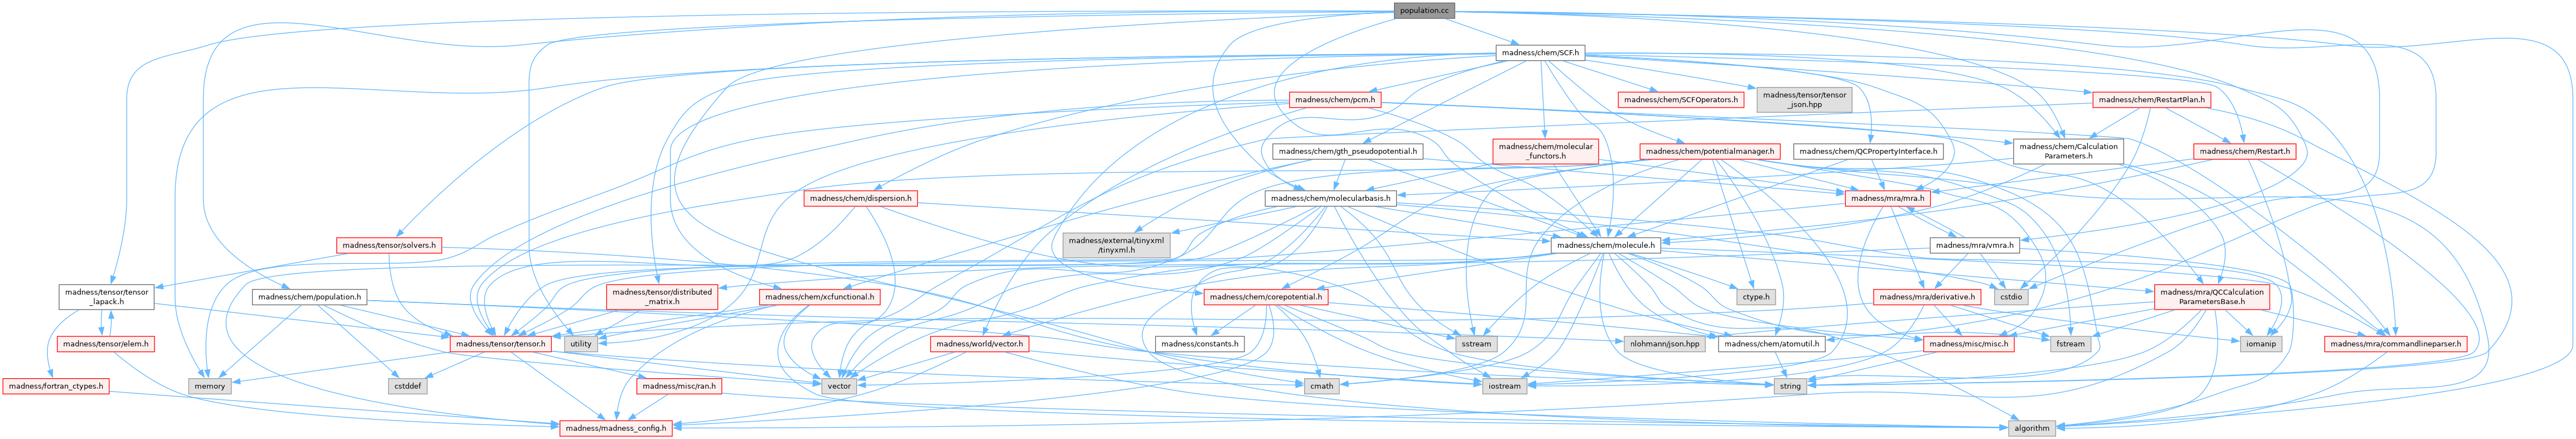 population.cc
madness/chem/SCF.h
madness/chem/pcm.h
madness/chem/SCFOperators.h
madness/tensor/tensor
_json.hpp
madness/chem/RestartPlan.h
madness/chem/gth_pseudopotential.h
madness/chem/molecular
_functors.h
madness/chem/potentialmanager.h
madness/chem/QCPropertyInterface.h
madness/chem/Calculation
Parameters.h
madness/chem/Restart.h
madness/chem/dispersion.h
madness/chem/molecularbasis.h
madness/mra/mra.h
madness/tensor/solvers.h
madness/external/tinyxml
/tinyxml.h
madness/chem/molecule.h
madness/mra/vmra.h
madness/tensor/tensor
_lapack.h
madness/chem/population.h
madness/tensor/distributed
_matrix.h
madness/chem/xcfunctional.h
madness/chem/corepotential.h
ctype.h
madness/mra/derivative.h
cstdio
madness/mra/QCCalculation
ParametersBase.h
madness/tensor/elem.h
madness/tensor/tensor.h
utility
madness/world/vector.h
madness/constants.h
sstream
nlohmann/json.hpp
madness/chem/atomutil.h
madness/misc/misc.h
fstream
iomanip
madness/mra/commandlineparser.h
madness/fortran_ctypes.h
memory
cstddef
madness/misc/ran.h
vector
cmath
iostream
string
madness/madness_config.h
algorithm